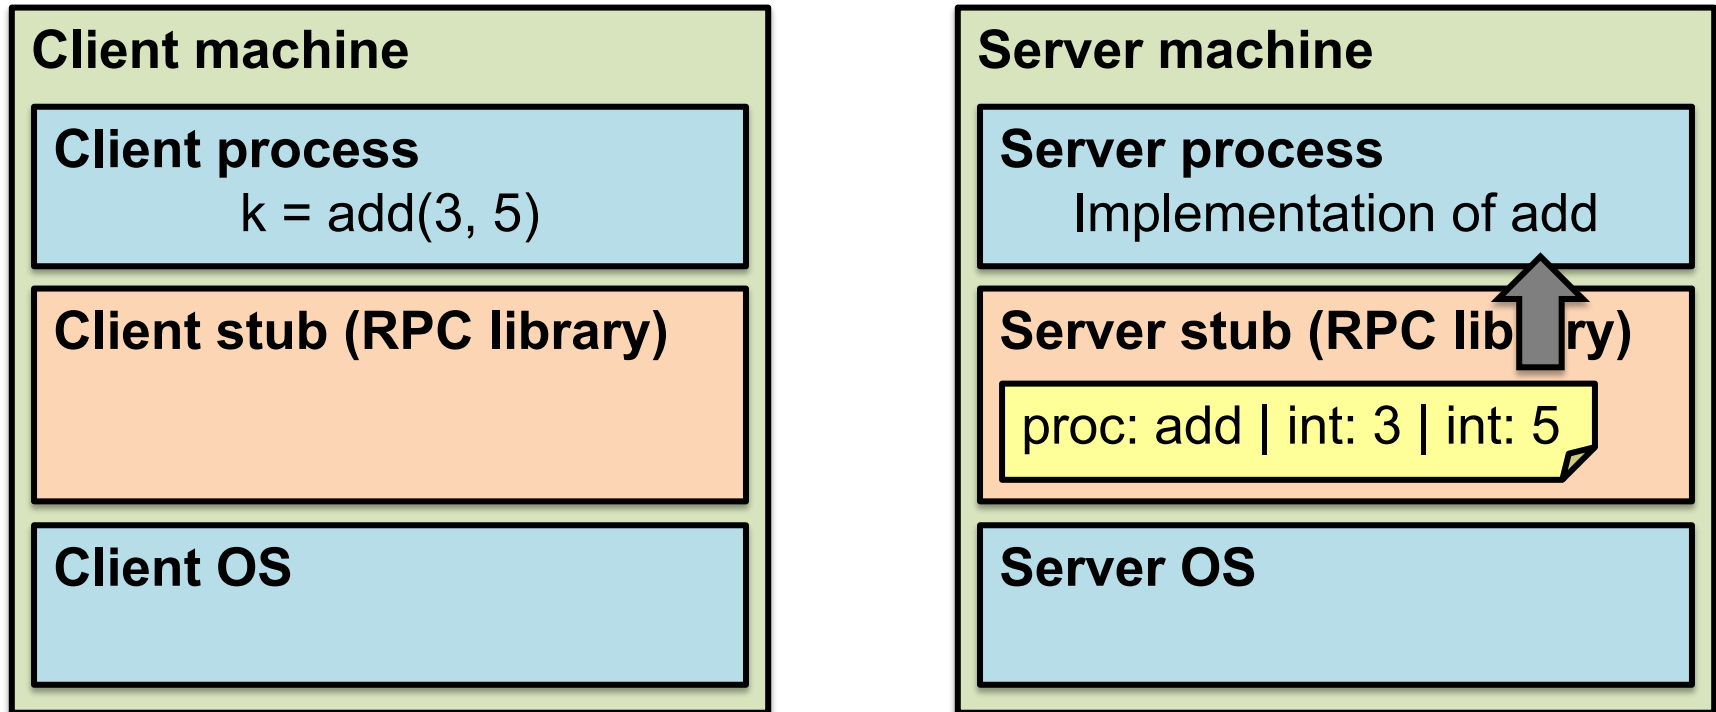 Client machine
Client process
k = add(3, 5)
Client stub (RPC library)
Client OS
Server machine
Server process
Implementation of add
Server stub (RPC lib ry)
proc: add | int: 3 | int: 5
Server OS